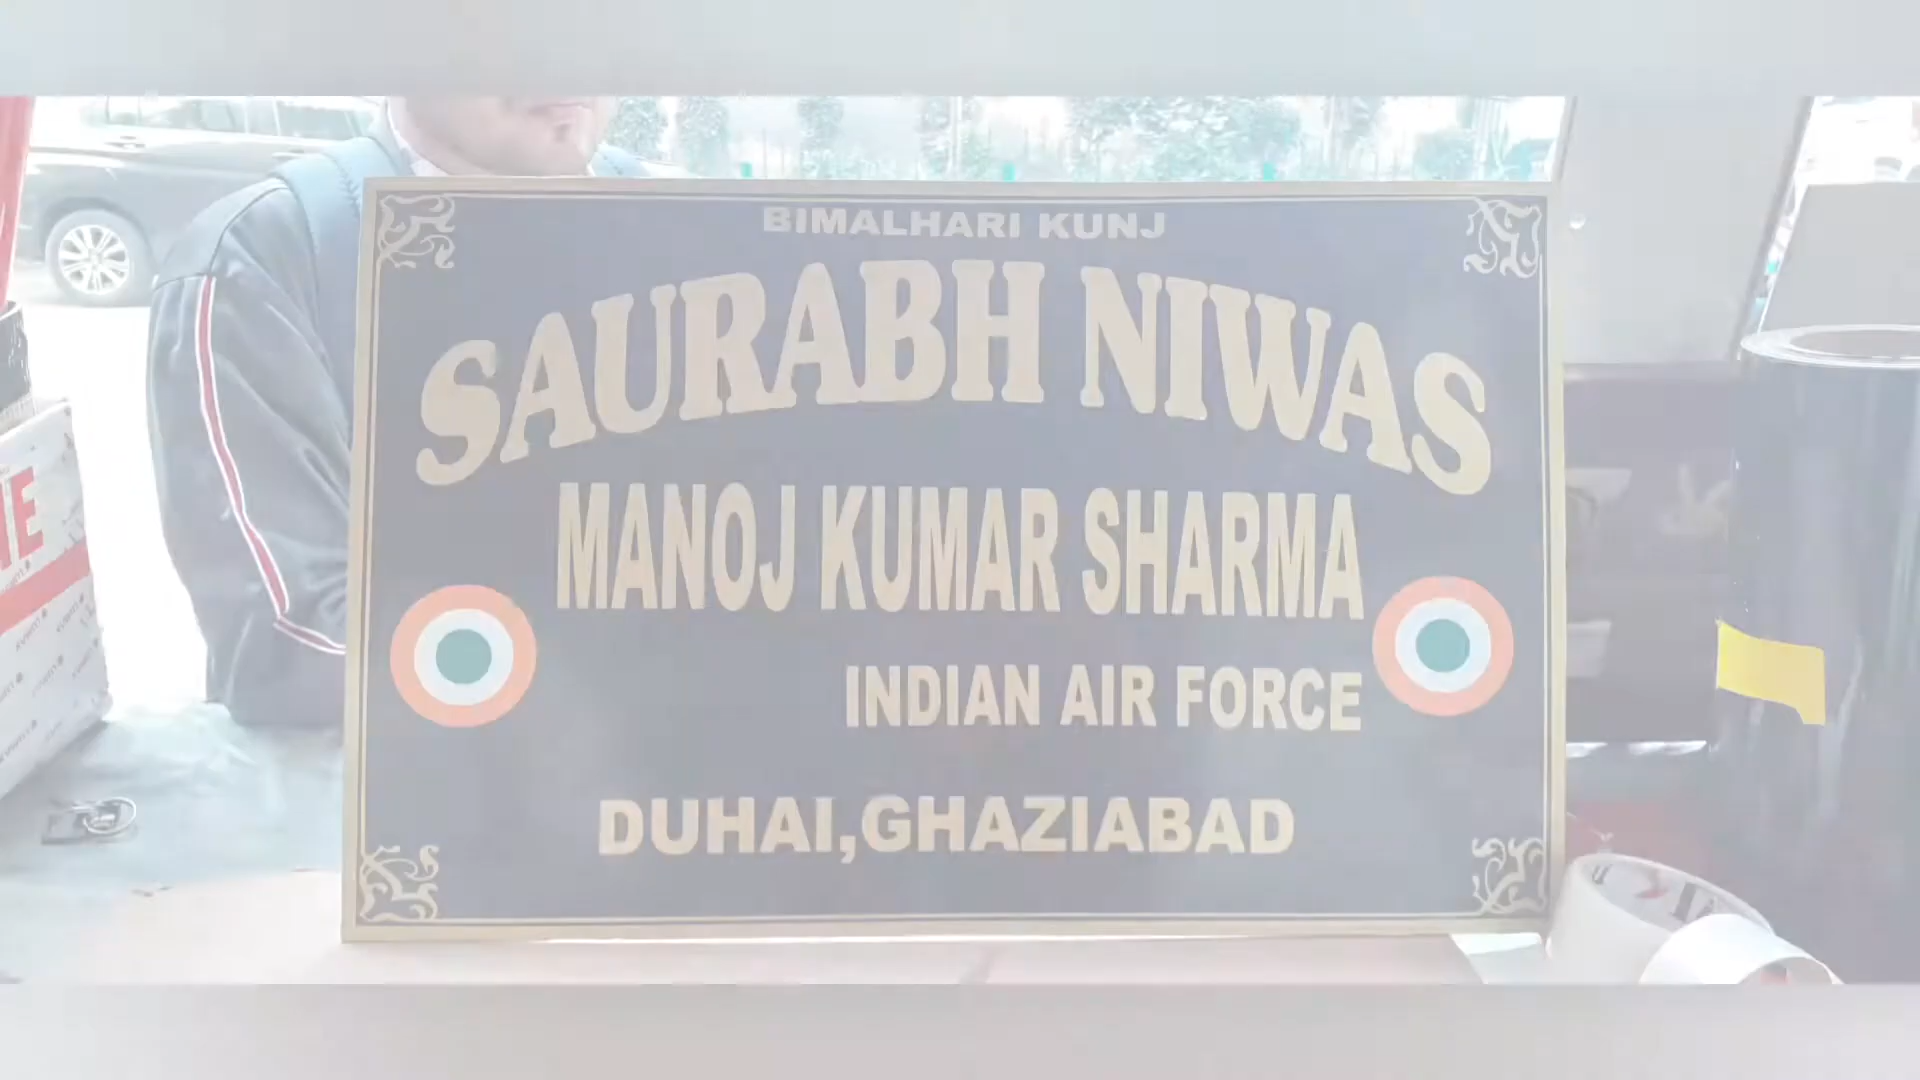 BIMALHARI KUNJ
SAURABH NIWAS
MANOJ KUMAR SHARMA
INDIAN AIR FORCE
DUHAI,GHAZIABAD